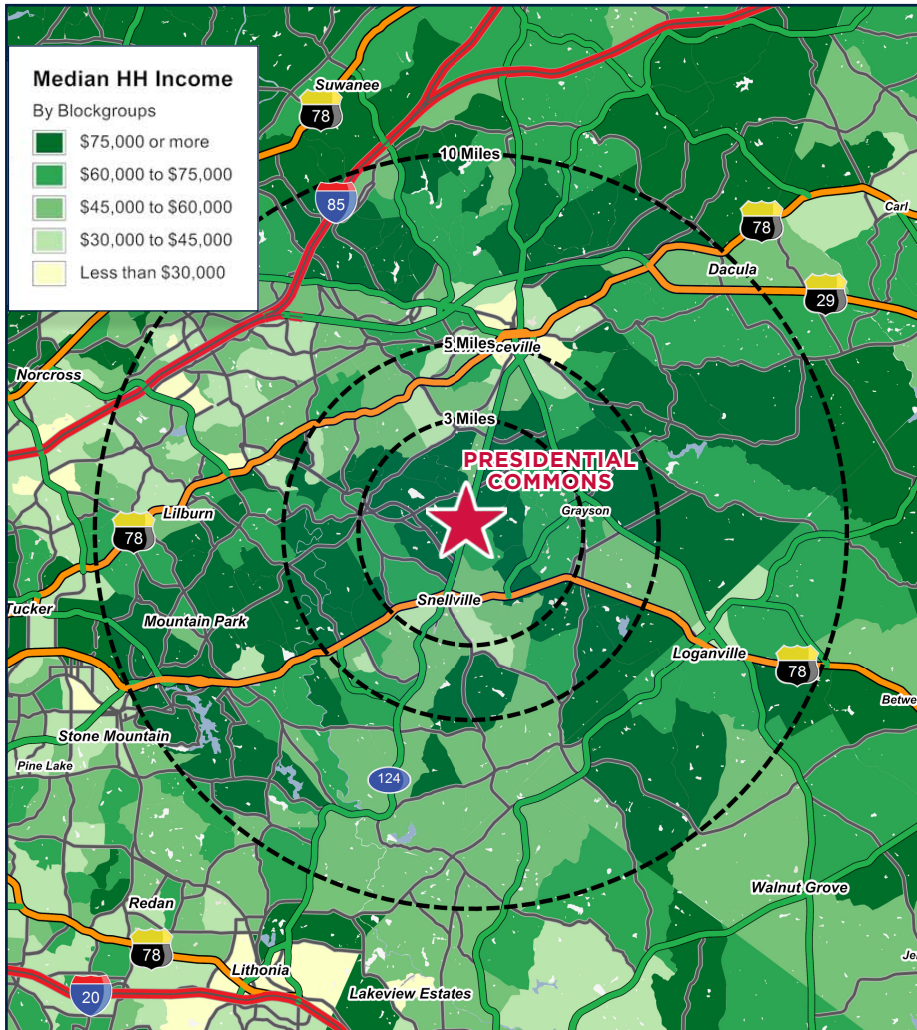 Median HH Income
By Blockgroups
$75,000 or more
$60,000 to $75,000
$45,000 to $60,000
$30,000 to $45,000
Less than $30,000
Suwanee
78
10 Miles
85
Carl
78
Dacula
29
5 Miles
Norcross
3 Miles
PRESIDENTIAL
COMMONS
Grayson
Lilburn
78
Snellville
Tucker
Mountain Park
Loganville
78
Betwe
Stone Mountain
Pine Lake
124
Walnut Grove
Redan
78
Lithonia
Je
20
Lakeview Estates